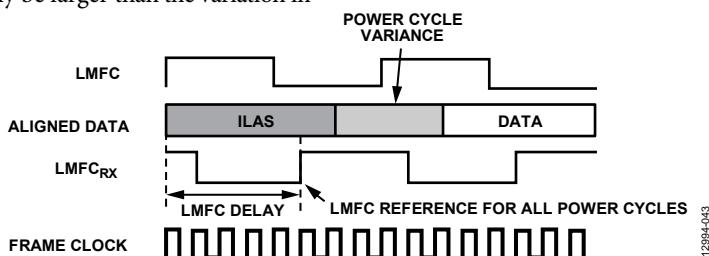 y be larger than the variation in
POWER CYCLE
VARIANCE
LMFC
ALIGNED DATA
ILAS
DATA
LMFCRX
LMFC DELAY
LMFC REFERENCE FOR ALL POWER CYCLES
FRAME CLOCK
12994-043